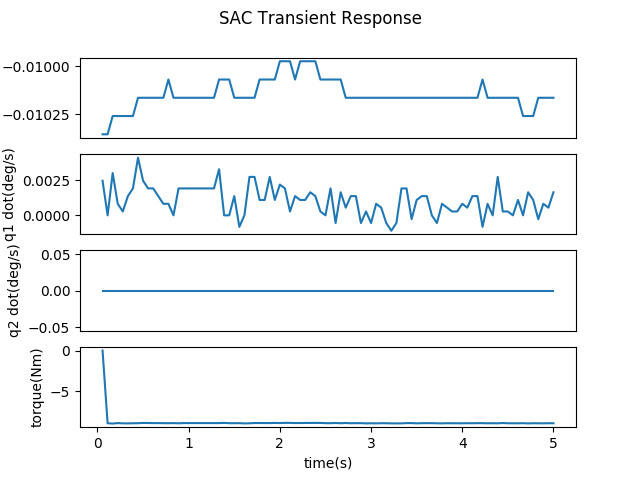 SAC Transient Response
−0.01000
−0.01025
0.0025
0.0000
q1 dot(deg/s)
0.05
0.00
−0.05
q2 dot(deg/s)
0
−5
torque(Nm)
0 1 2 3 4 5
time(s)